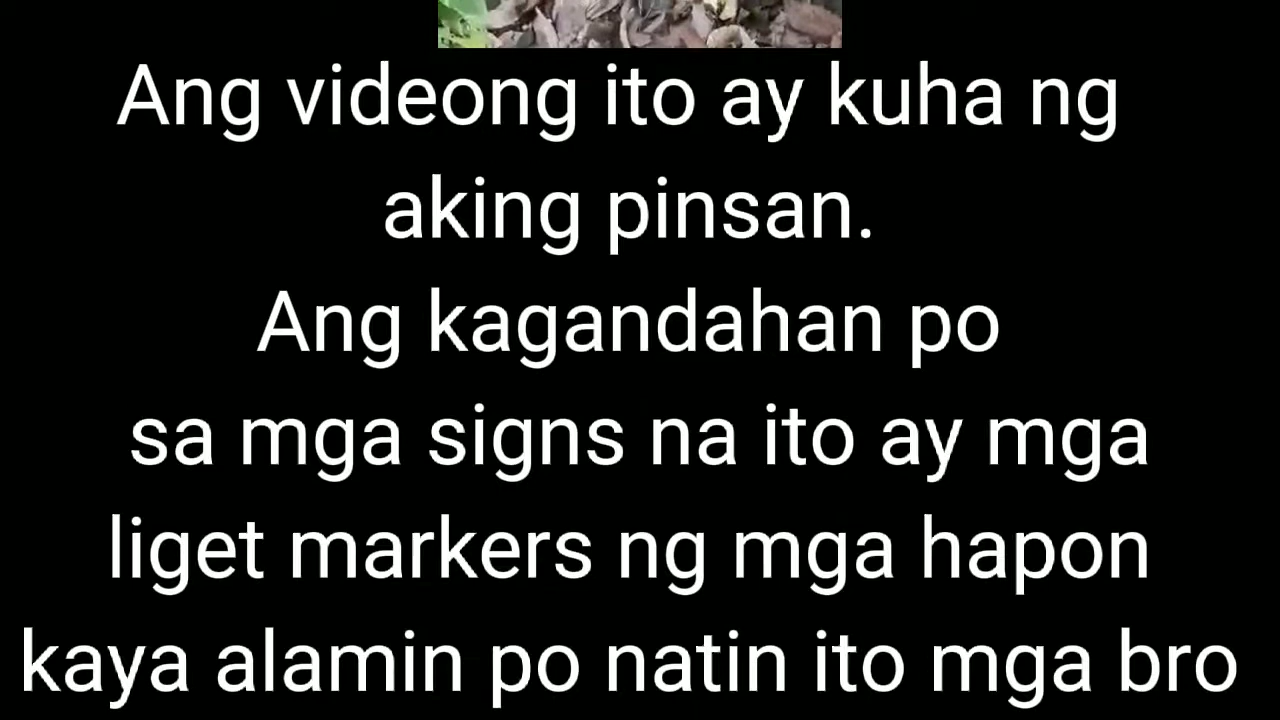 Ang videong ito ay kuha ng
aking pinsan.
Ang kagandahan po
sa mga signs na ito ay mga
liget markers ng mga hapon
kaya alamin po natin ito mga bro